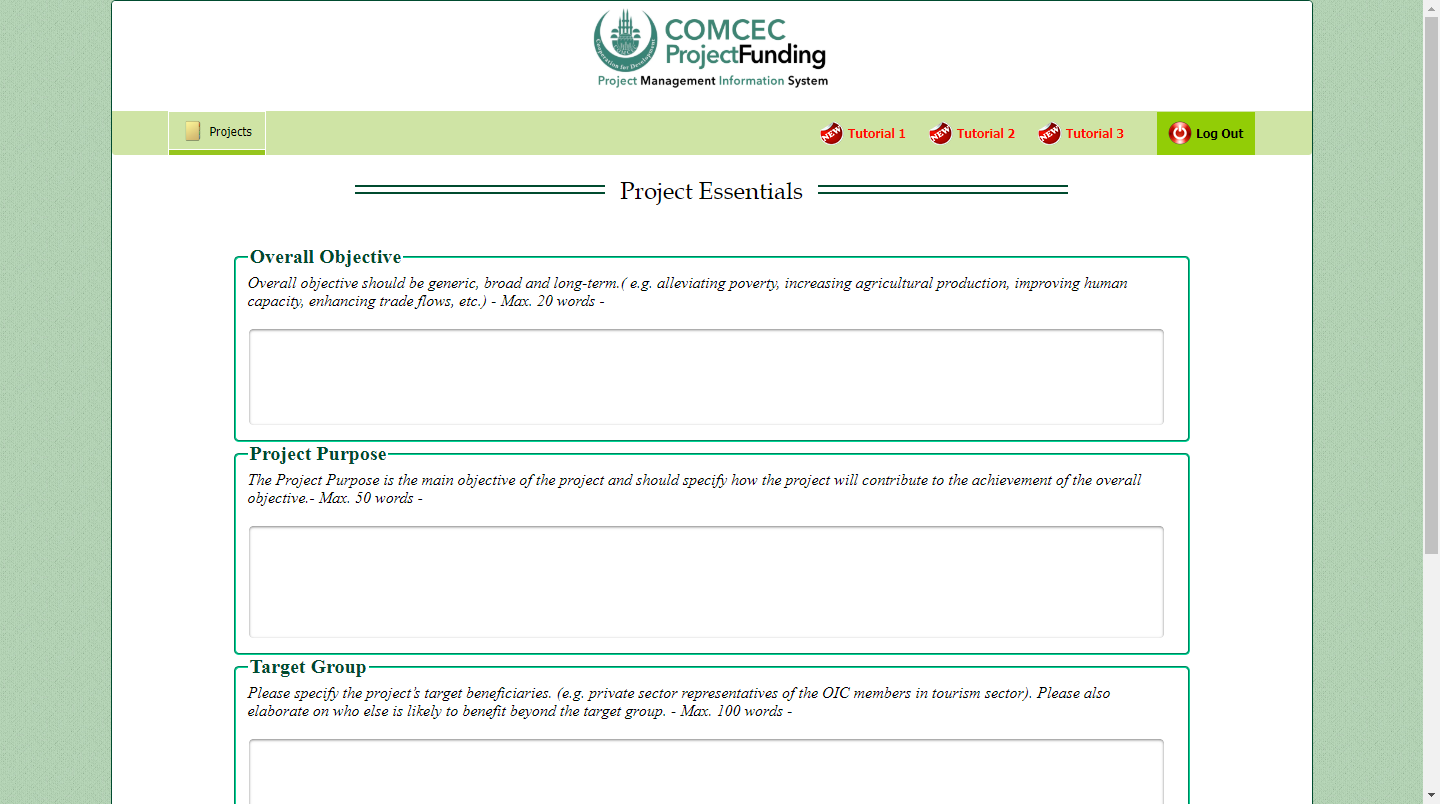 Cooperation for Development
COMCEC
ProjectFunding
Project Management Information System
Projects
NEW Tutorial 1 NEW Tutorial 2 NEW Tutorial 3 Log Out
Project Essentials
Overall Objective
Overall objective should be generic, broad and long-term.( e.g. alleviating poverty, increasing agricultural production, improving human
capacity, enhancing trade flows, etc.) - Max. 20 words -
Project Purpose
The Project Purpose is the main objective of the project and should specify how the project will contribute to the achievement of the overall
objective.- Max. 50 words -
Target Group
Please specify the project's target beneficiaries. (e.g. private sector representatives of the OIC members in tourism sector). Please also
elaborate on who else is likely to benefit beyond the target group. - Max. 100 words -